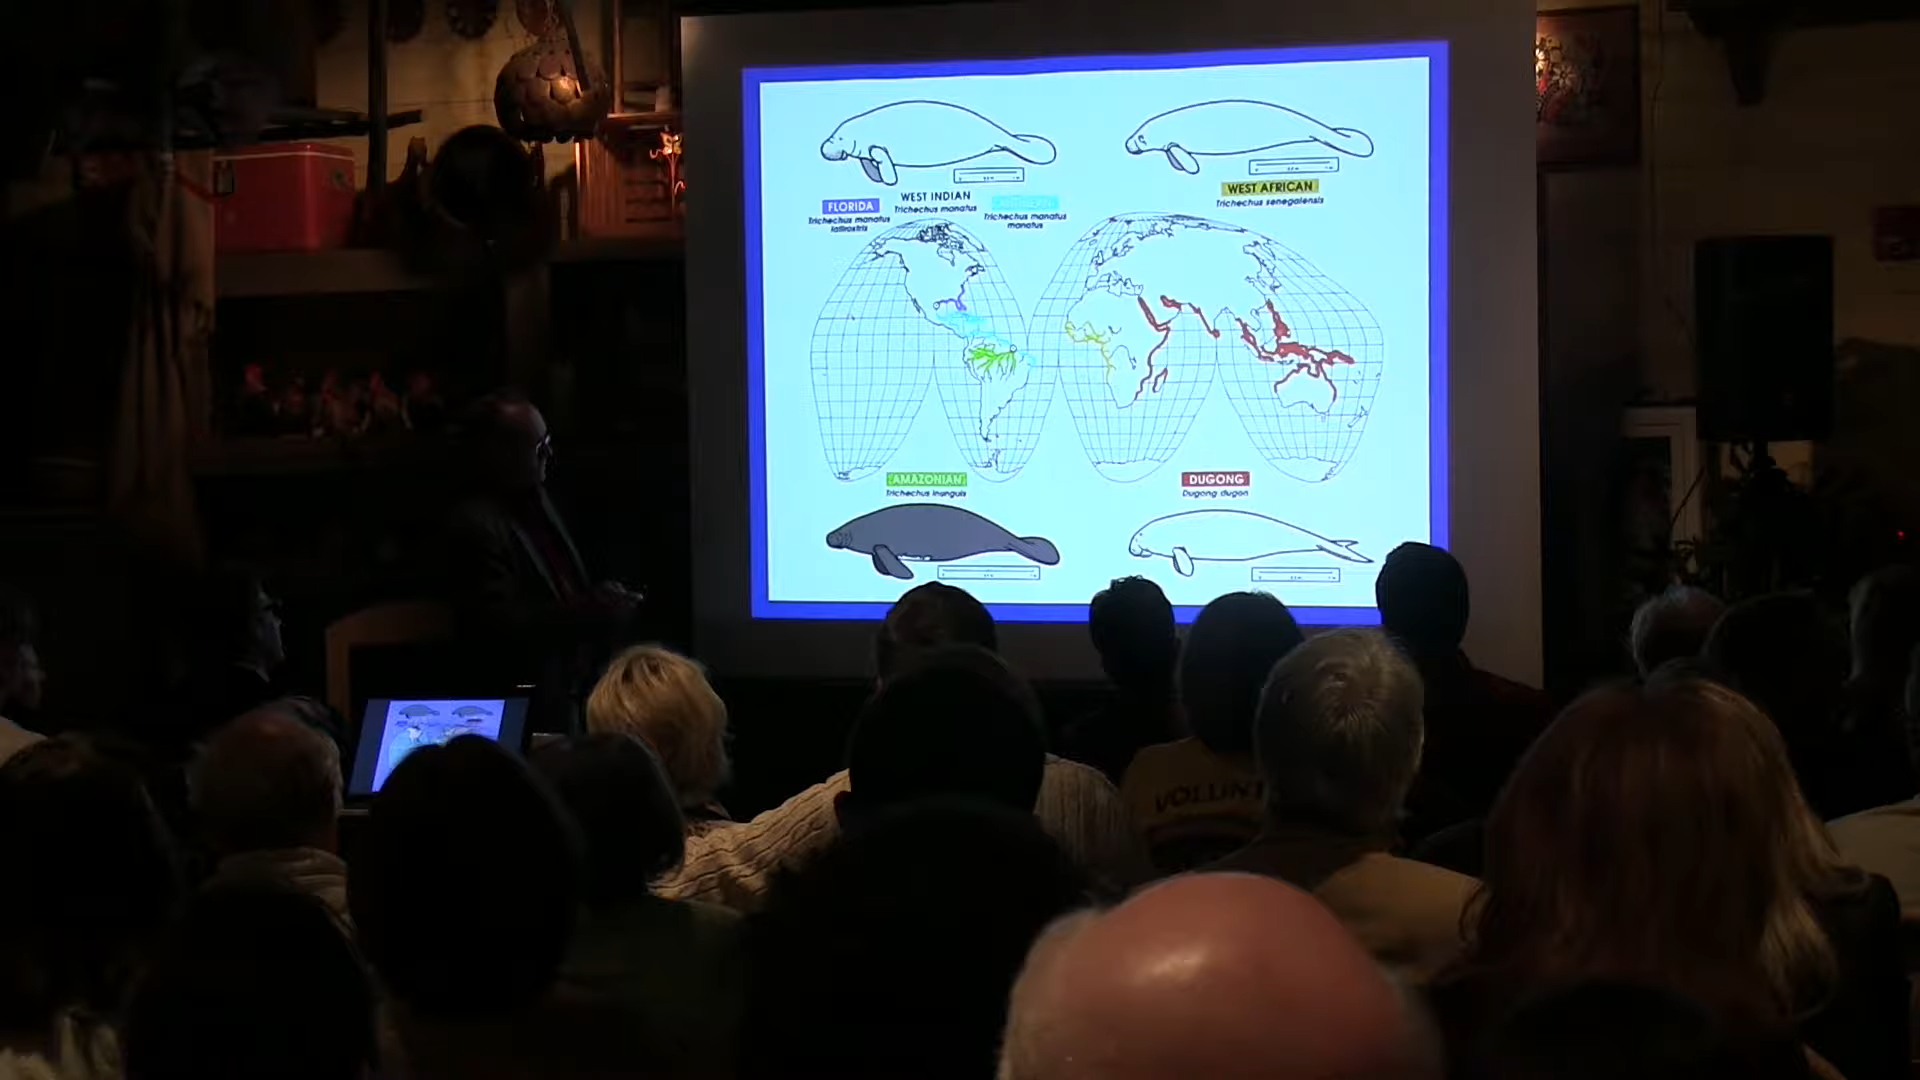 WEST INDIAN
Trichechus manatus
FLORIDA
Trichechus manatus
latirostris
ANTILLEAN
Trichechus manatus
manatus
WEST AFRICAN
Trichechus senegalensis
AMAZONIAN
Trichechus inunguis
DUGONG
Dugong dugon
VOLUNT